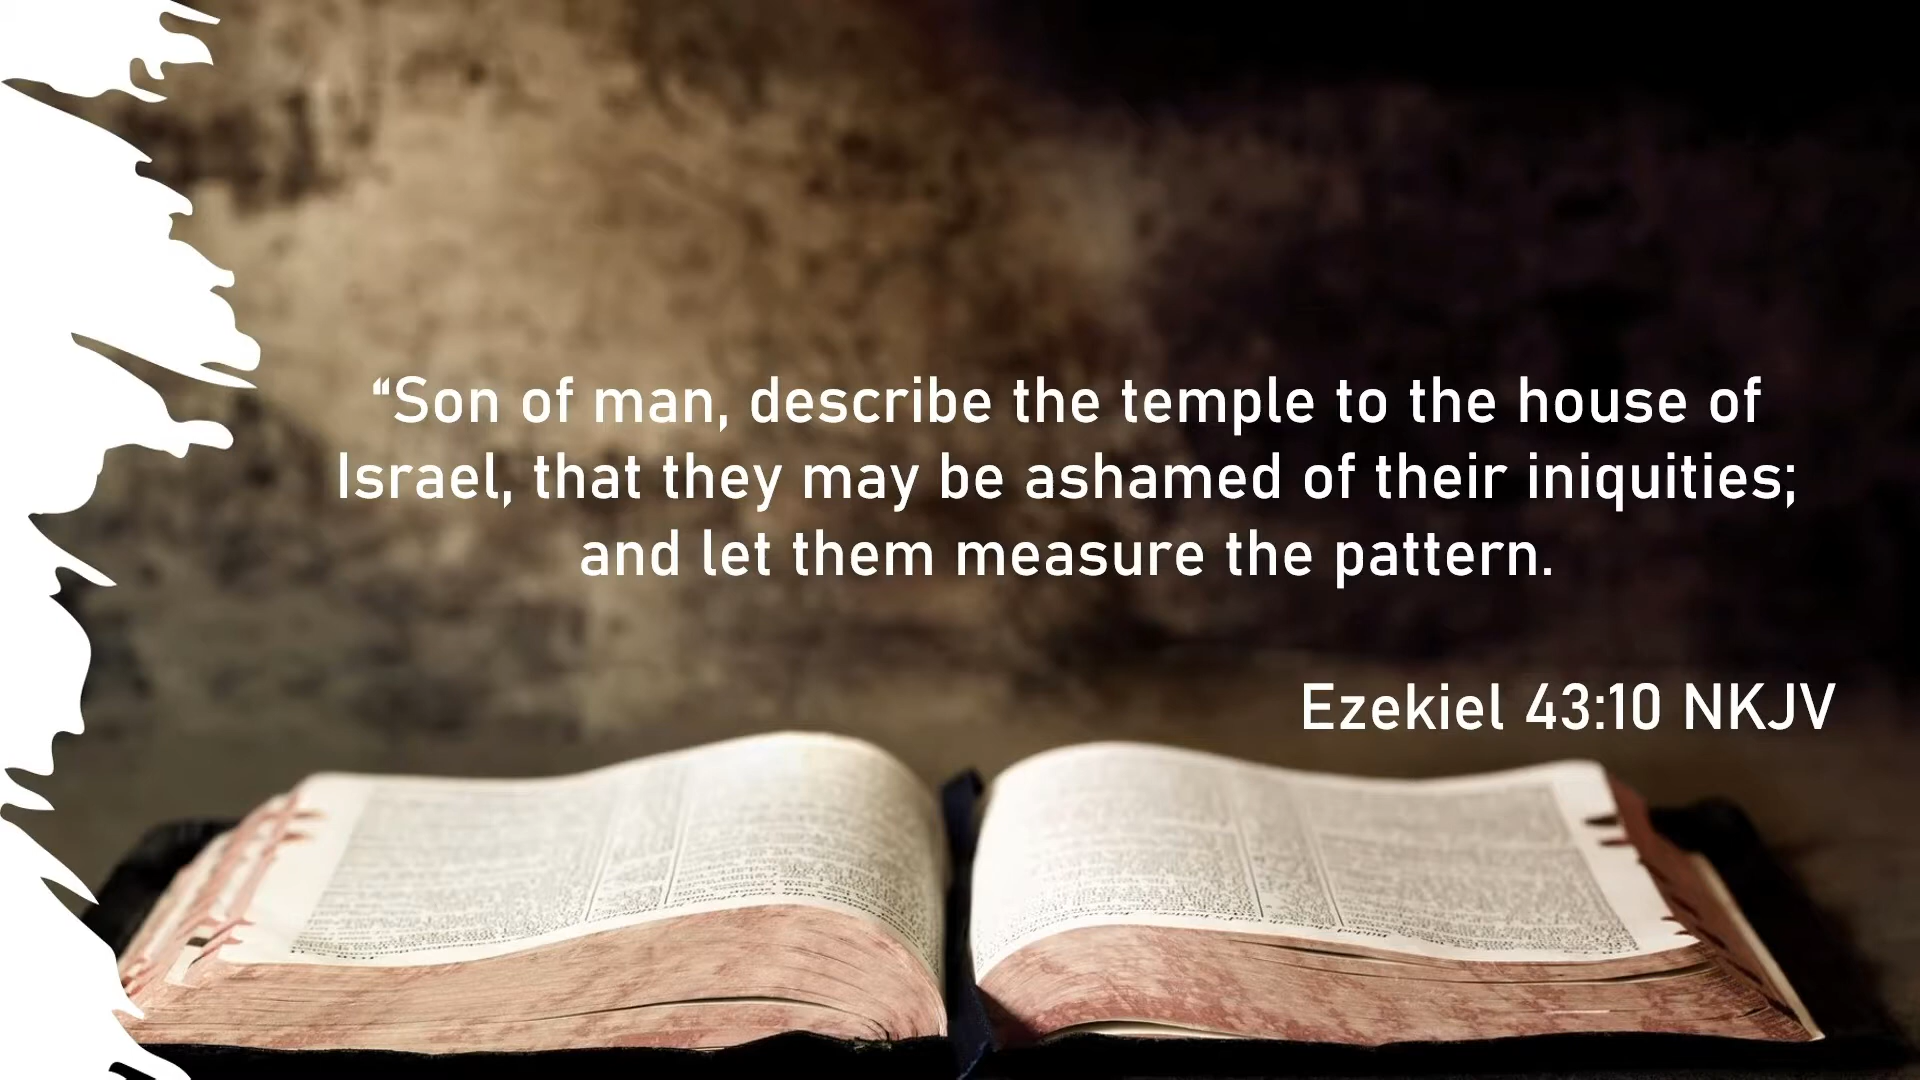 “Son of man, describe the temple to the house of
Israel, that they may be ashamed of their iniquities;
and let them measure the pattern.
Ezekiel 43:10 NKJV